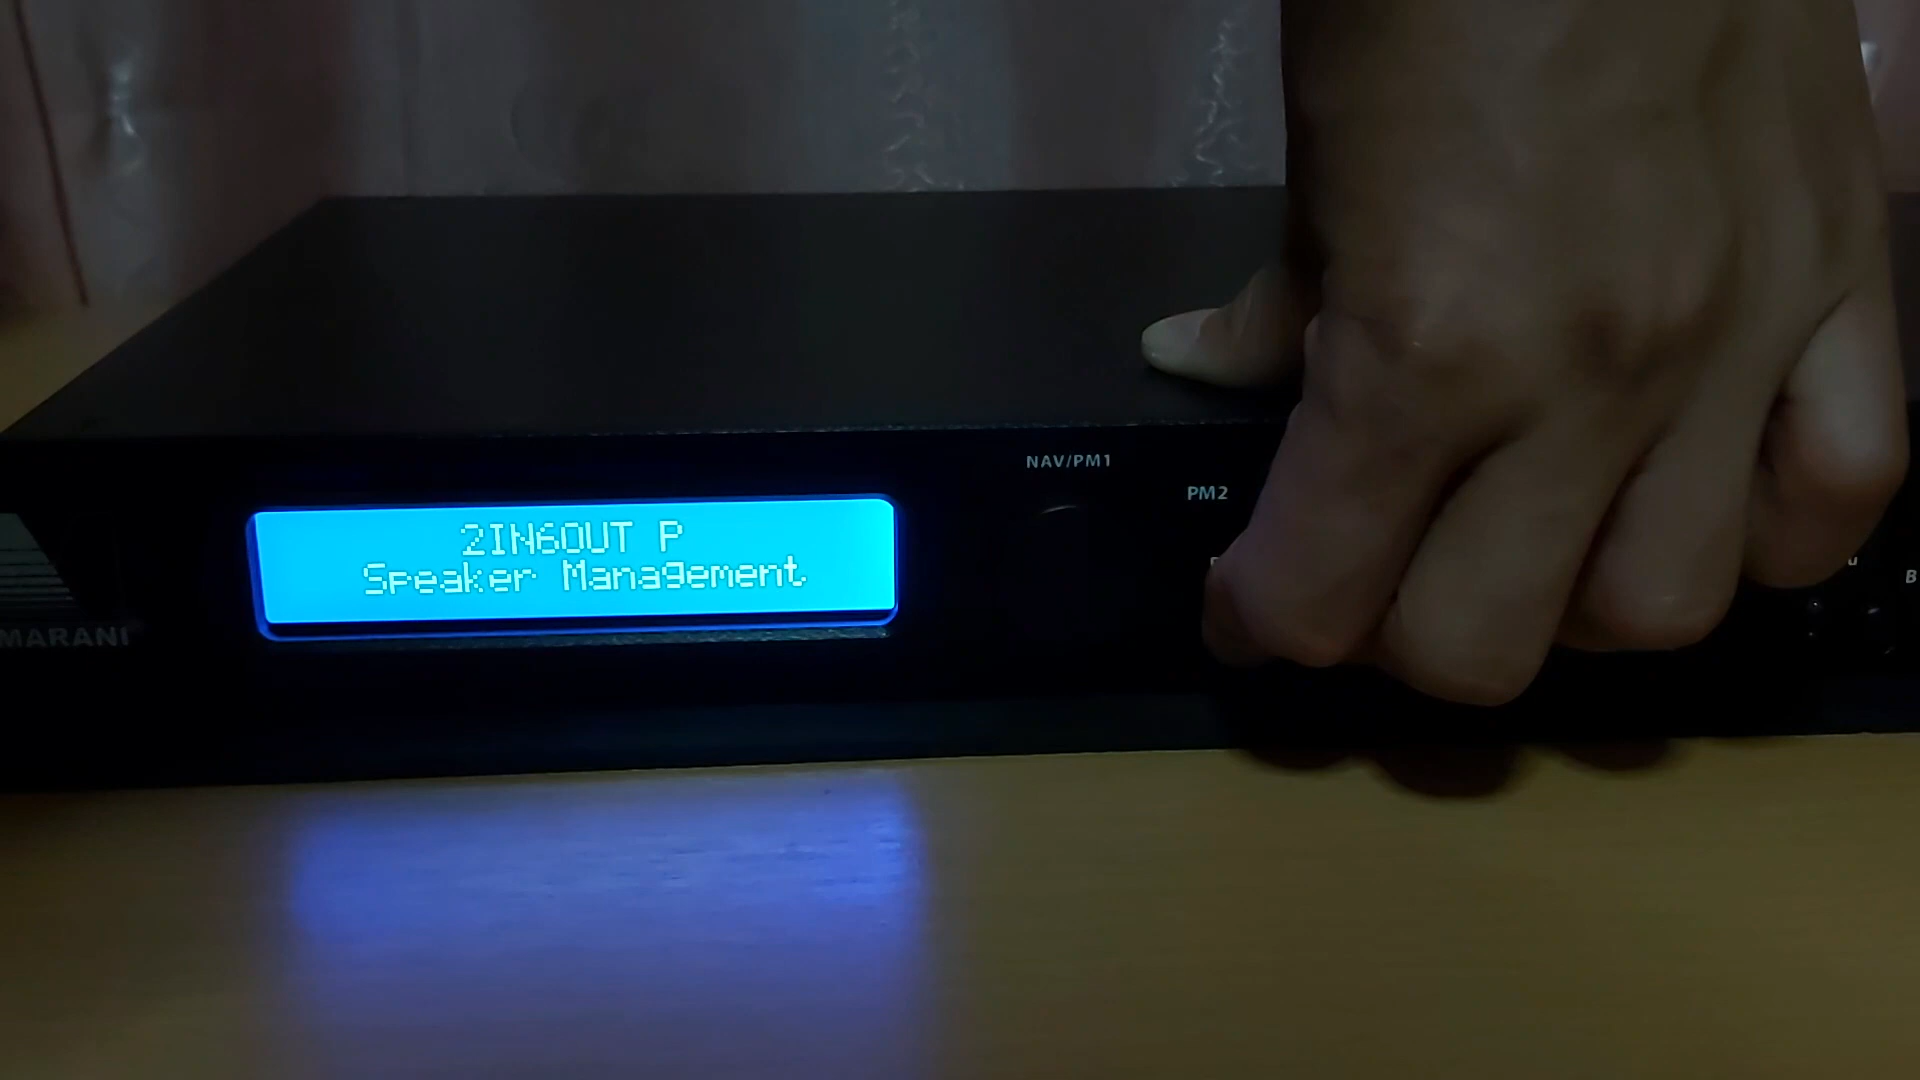 NAV/PM1
PM2
2IN6OUT P
Speaker Management
MARANI